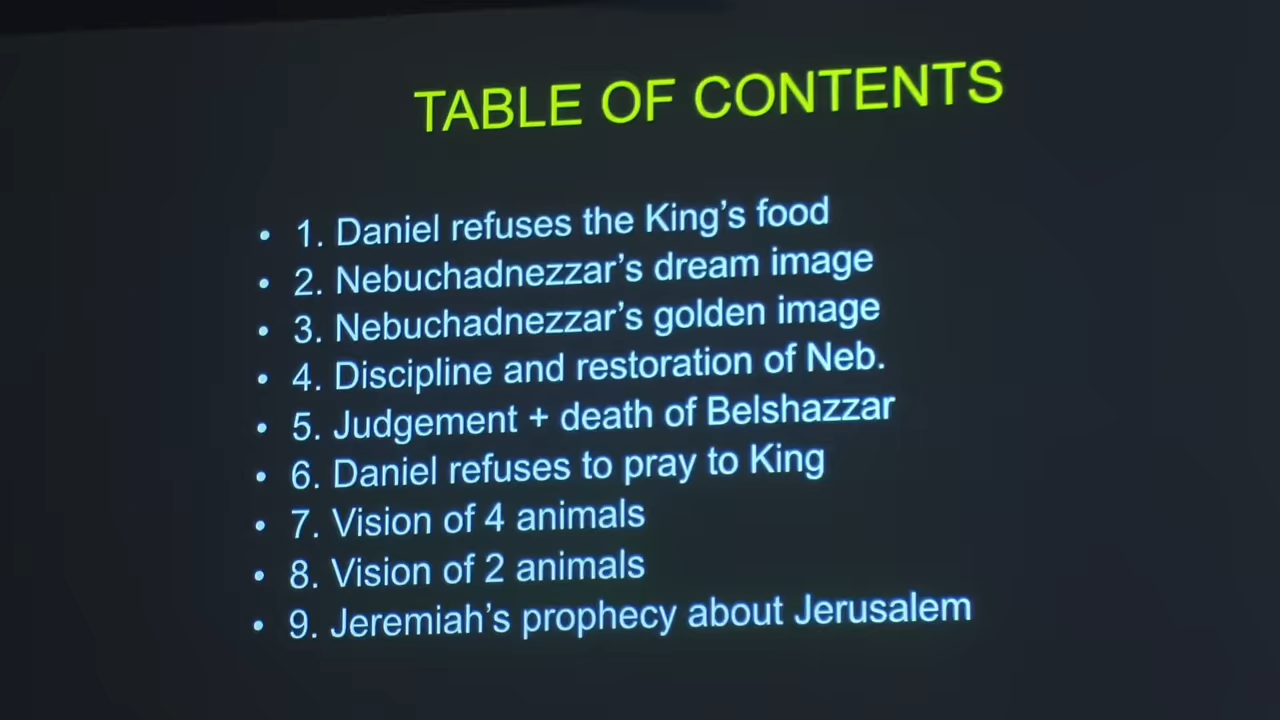 TABLE OF CONTENTS
• 1. Daniel refuses the King's food
• 2. Nebuchadnezzar's dream image
• 3. Nebuchadnezzar's golden image
• 4. Discipline and restoration of Neb.
• 5. Judgement + death of Belshazzar
• 6. Daniel refuses to pray to King
• 7. Vision of 4 animals
• 8. Vision of 2 animals
• 9. Jeremiah's prophecy about Jerusalem